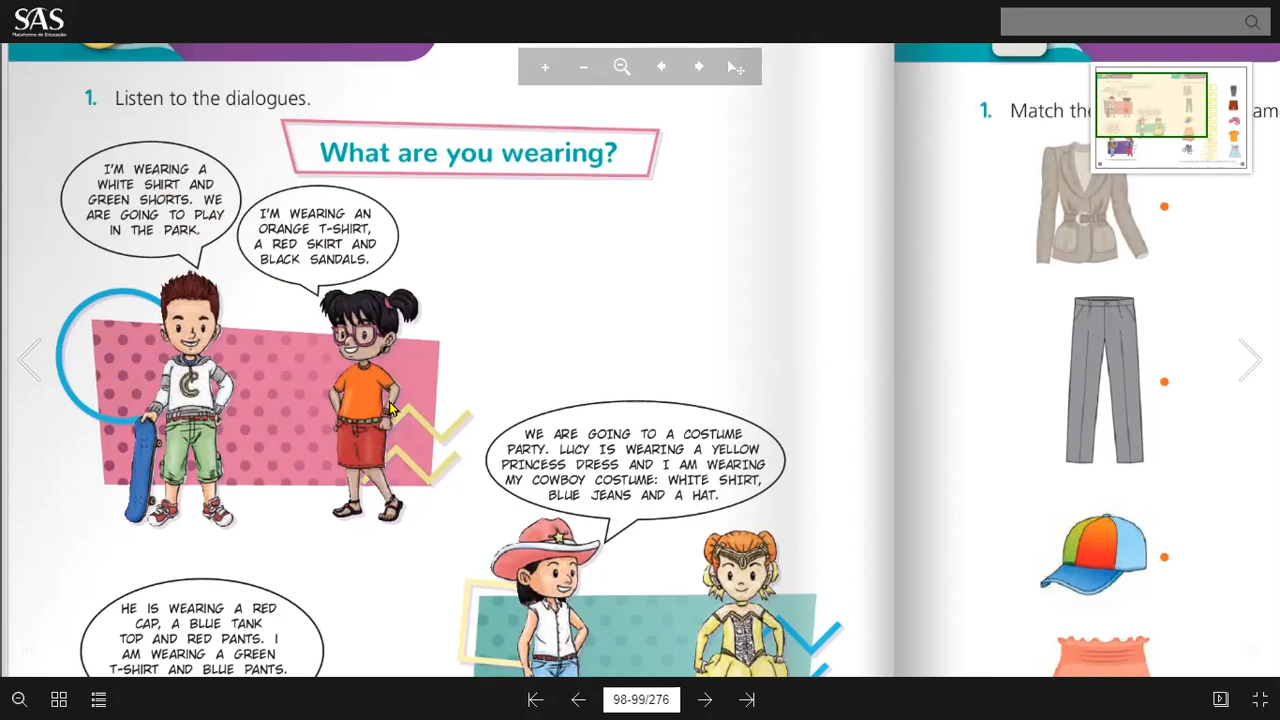 SAS
Plataforma de Educação
1. Listen to the dialogues.
What are you wearing?
I'M WEARING A
WHITE SHIRT AND
GREEN SHORTS. WE
ARE GOING TO PLAY
IN THE PARK.
I'M WEARING AN
ORANGE T-SHIRT,
A RED SKIRT AND
BLACK SANDALS.
WE ARE GOING TO A COSTUME
PARTY. LUCY IS WEARING A YELLOW
PRINCESS DRESS AND I AM WEARING
MY COWBOY COSTUME: WHITE SHIRT,
BLUE JEANS AND A HAT.
HE IS WEARING A RED
CAP, A BLUE TANK
TOP AND RED PANTS. I
AM WEARING A GREEN
T-SHIRT AND BLUE PANTS.
C
1. Match the
am
98-99/276